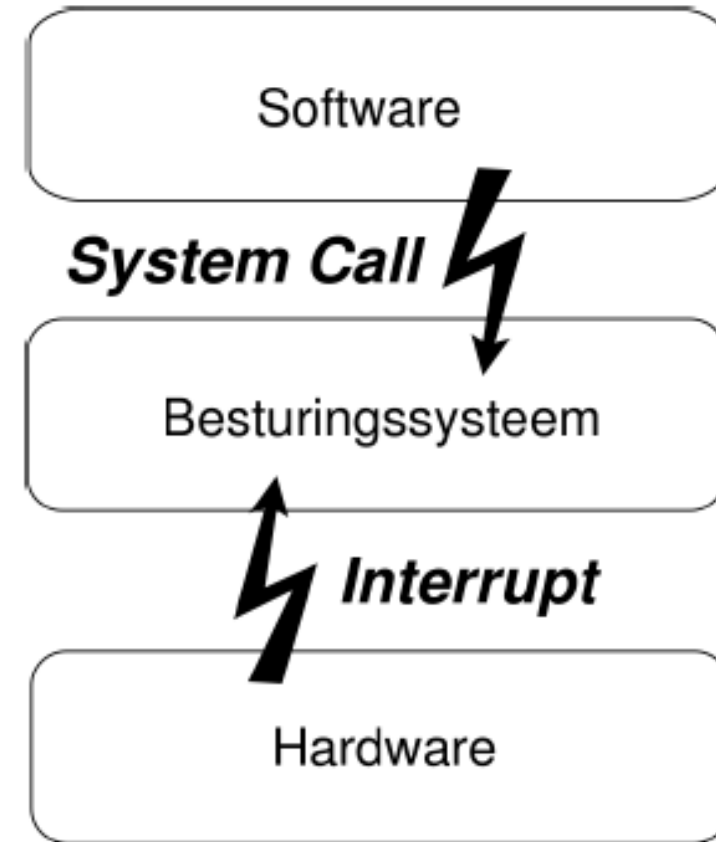 Software
System Call
Besturingssysteem
Interrupt
Hardware